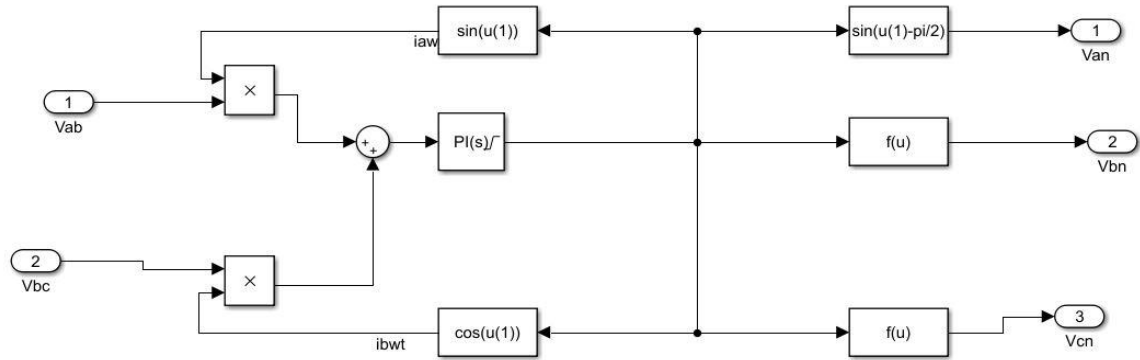 sin(u(1))
sin(u(1)-pi/2)
1
Van
iaw
×
1
Vab
+
+
PI(s)
f(u)
2
Vbn
2
Vbc
×
ibwt
cos(u(1))
f(u)
3
Vcn